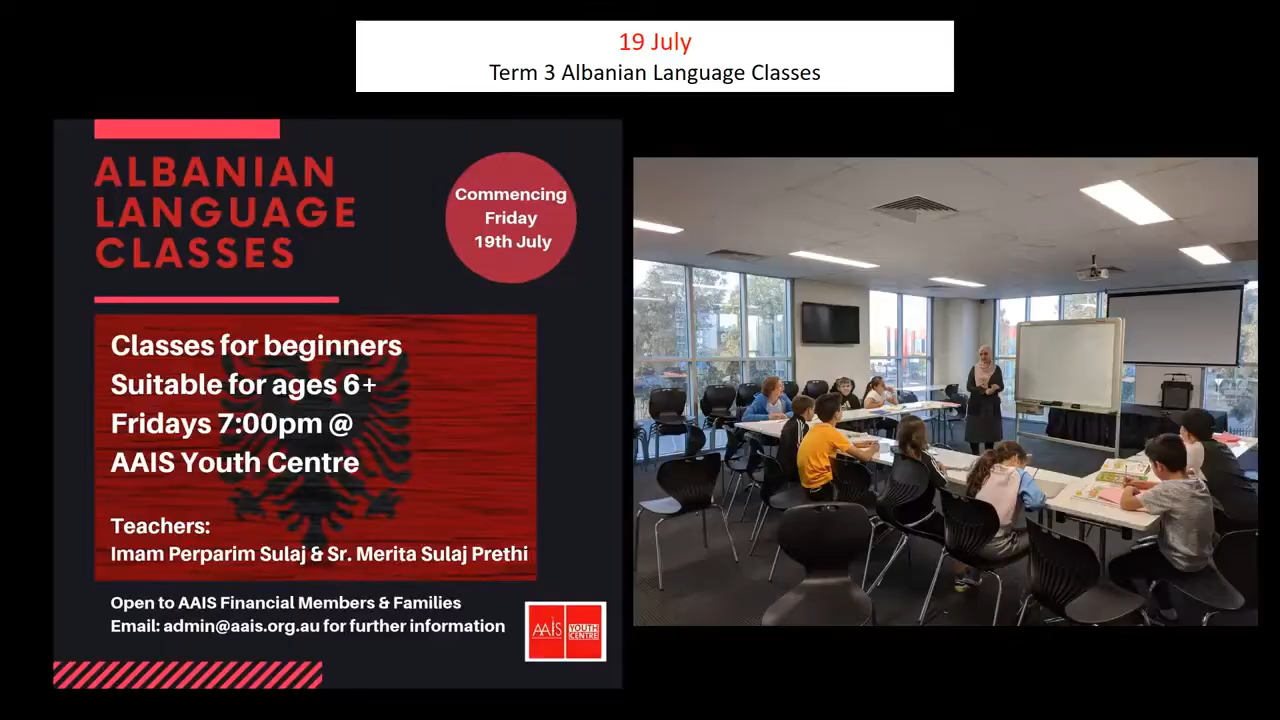 19 July
Term 3 Albanian Language Classes
ALBANIAN
LANGUAGE
CLASSES
Commencing
Friday
19th July
Classes for beginners
Suitable for ages 6+
Fridays 7:00pm @
AAIS Youth Centre
Teachers:
Imam Perparim Sulaj & Sr. Merita Sulaj Prethi
Open to AAIS Financial Members & Families
Email: admin@aais.org.au for further information
AAIS
YOUTH
CENTRE